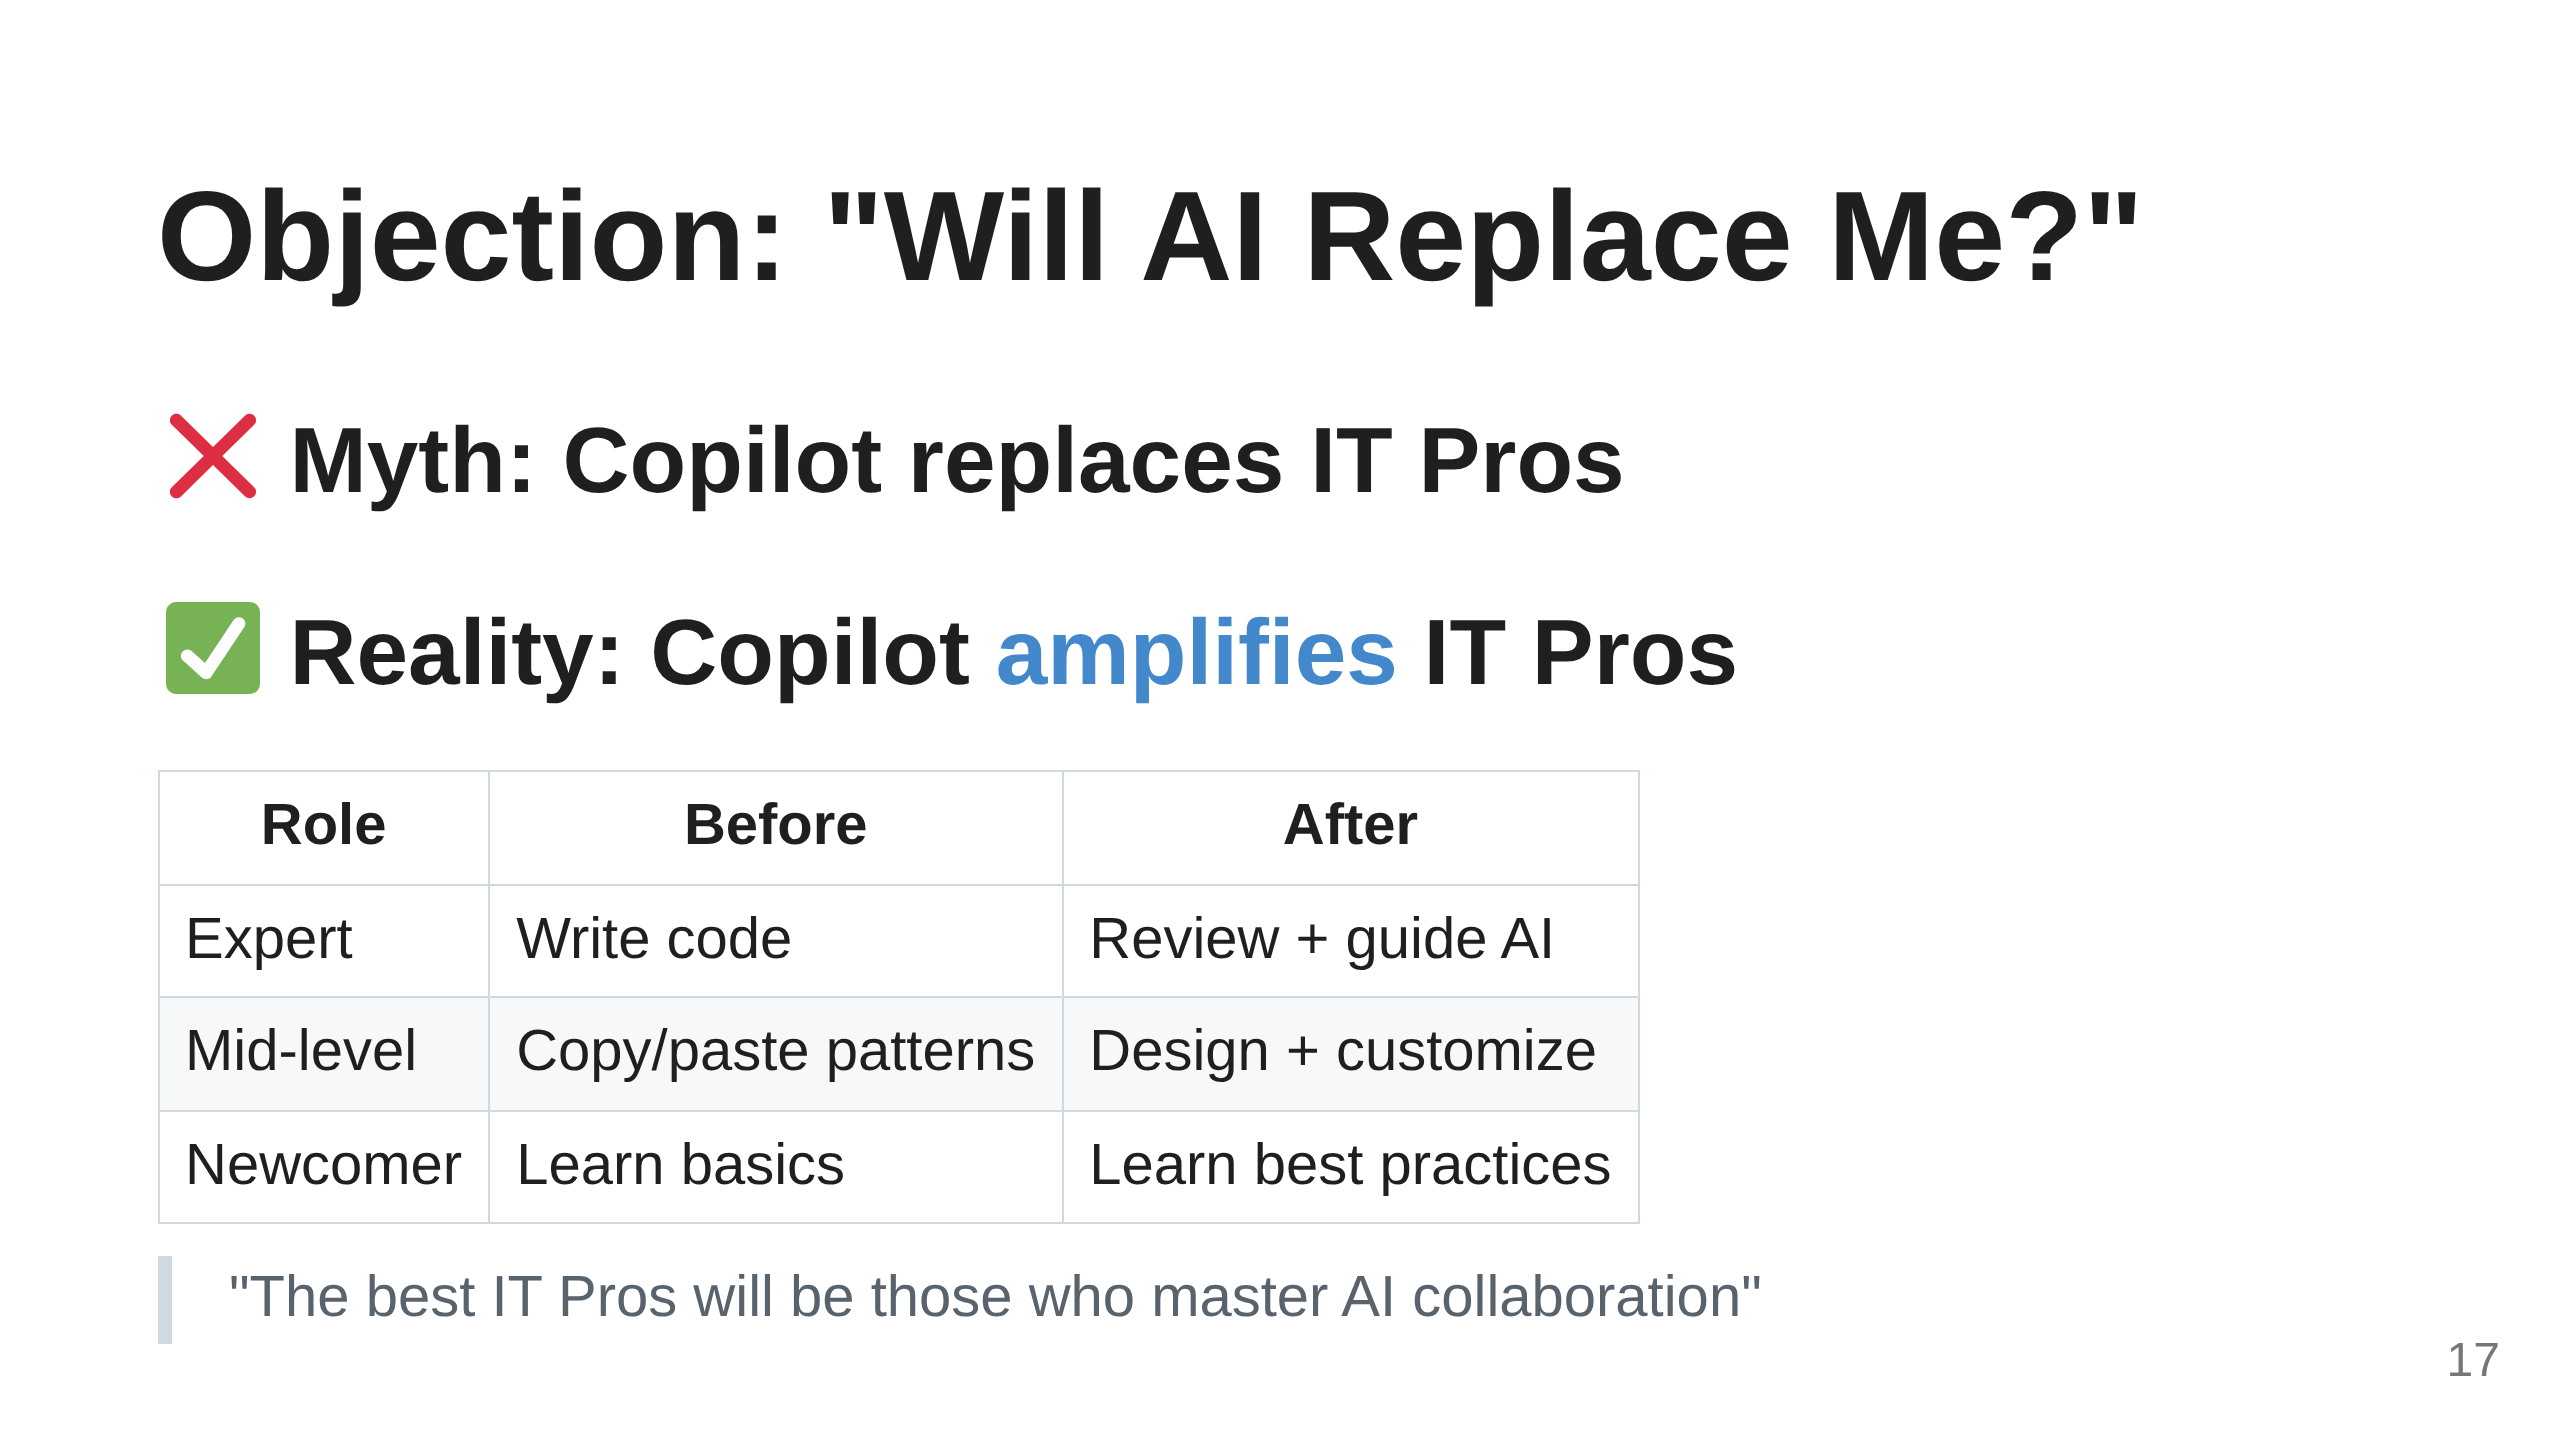 Objection: "Will AI Replace Me?"
❌ Myth: Copilot replaces IT Pros
✅ Reality: Copilot amplifies IT Pros
Role Before After
Expert Write code Review + guide AI
Mid-level Copy/paste patterns Design + customize
Newcomer Learn basics Learn best practices
"The best IT Pros will be those who master AI collaboration"
17